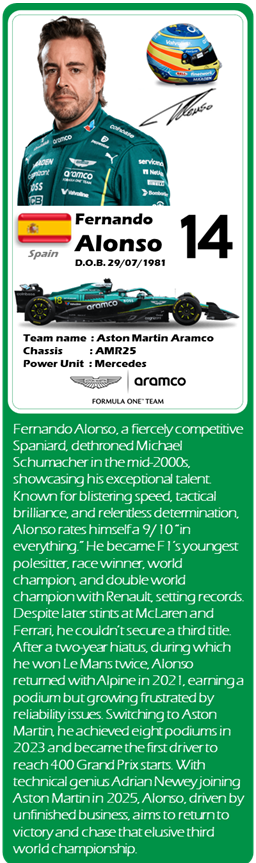 cognizant
aramco
servicenow
Valvoline
Alonso
Spain
Fernando
Alonso
D.O.B. 29/07/1981
14
aramco
Team name : Aston Martin Aramco
Chassis : AMR25
Power Unit : Mercedes
aramco
FORMULA ONE™ TEAM
Fernando Alonso, a fiercely competitive
Spaniard, dethroned Michael
Schumacher in the mid-2000s,
showcasing his exceptional talent.
Known for blistering speed, tactical
brilliance, and relentless determination,
Alonso rates himself a 9/10 "in
everything." He became F1's youngest
polesitter, race winner, world
champion, and double world
champion with Renault, setting records.
Despite later stints at McLaren and
Ferrari, he couldn't secure a third title.
After a two-year hiatus, during which
he won Le Mans twice, Alonso
returned with Alpine in 2021, earning a
podium but growing frustrated by
reliability issues. Switching to Aston
Martin, he achieved eight podiums in
2023 and became the first driver to
reach 400 Grand Prix starts. With
technical genius Adrian Newey joining
Aston Martin in 2025, Alonso, driven by
unfinished business, aims to return to
victory and chase that elusive third
world championship.